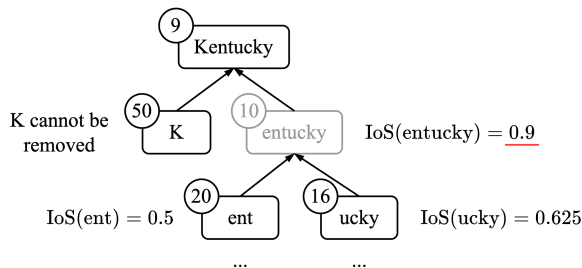 9
Kentucky
50
K
10
entucky
K cannot be
removed
IoS(entucky) = 0.9
20
ent
16
ucky
IoS(ent) = 0.5
IoS(ucky) = 0.625
... ...